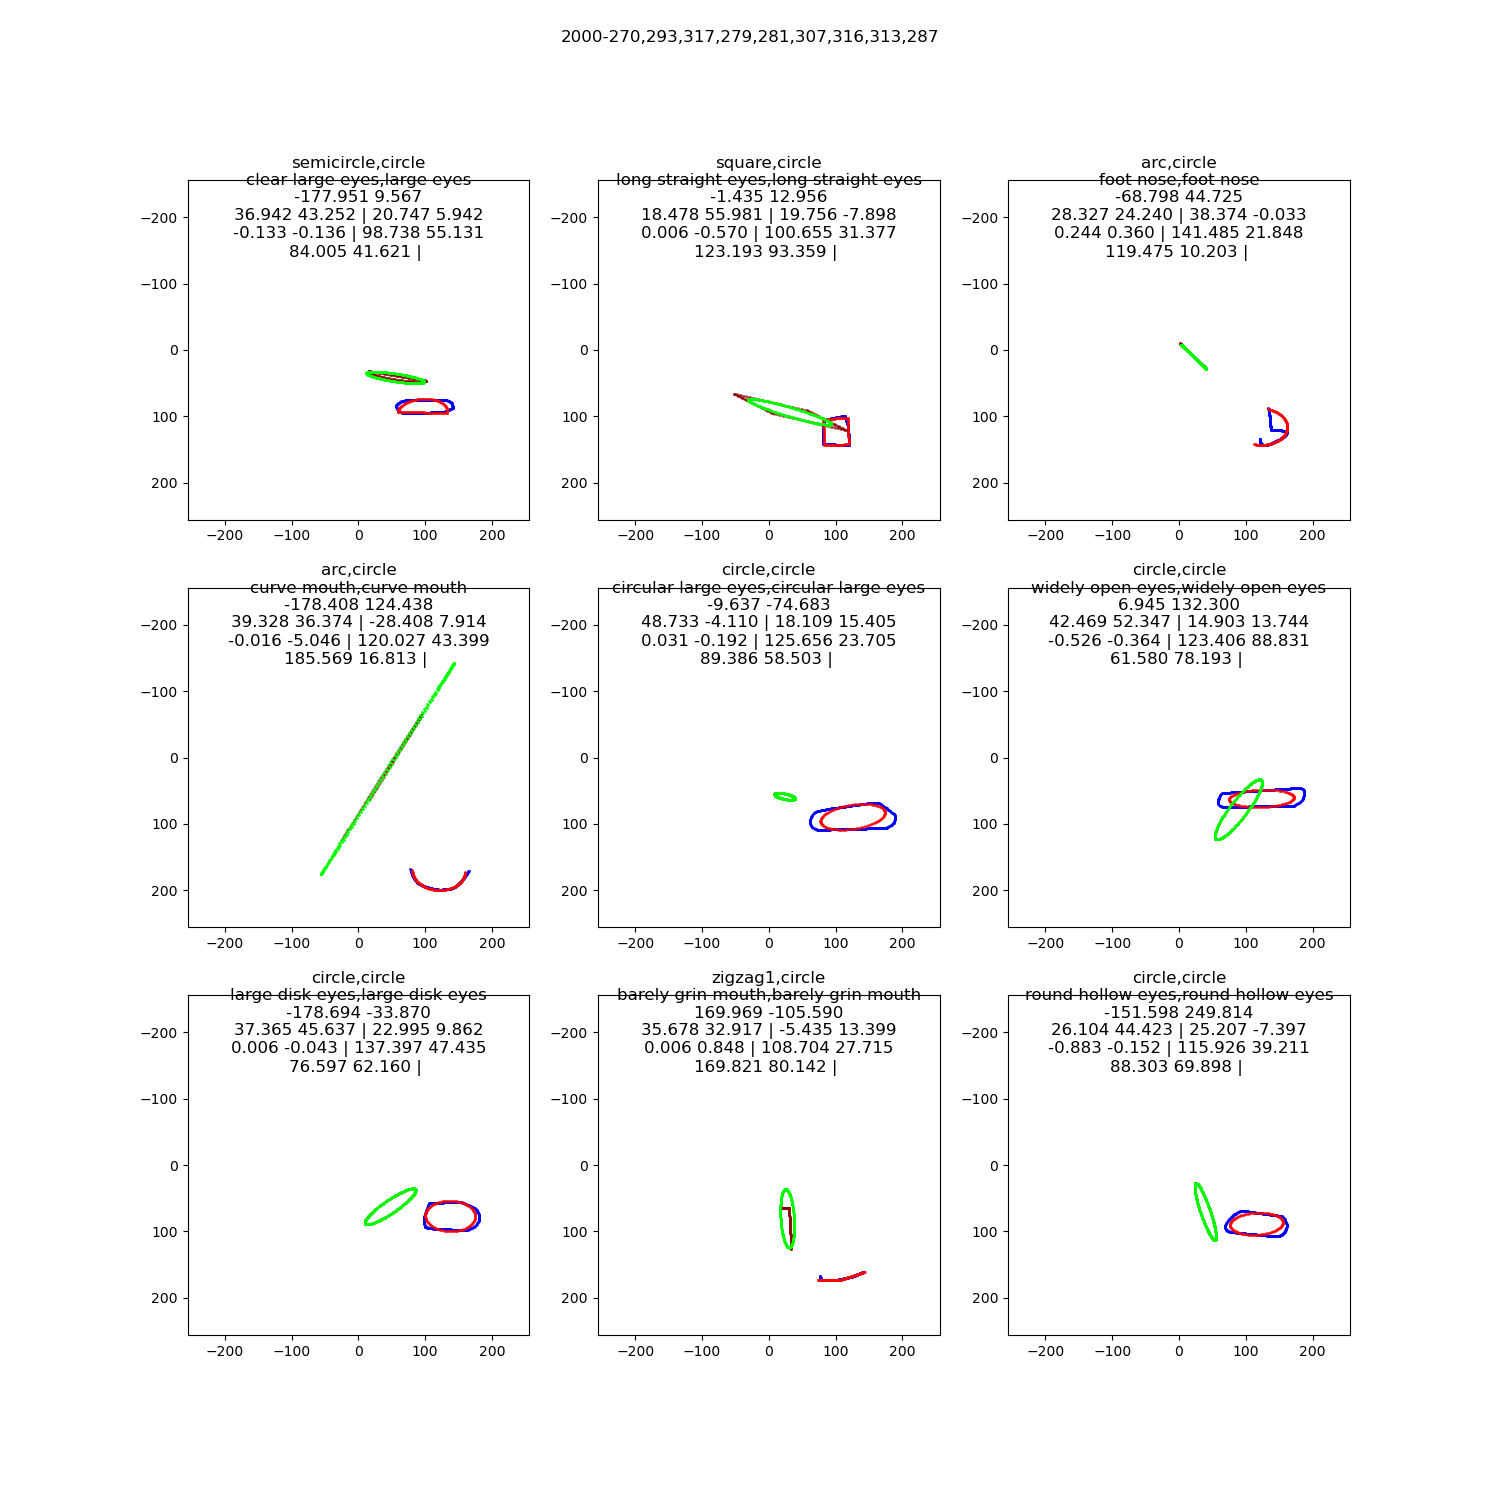 2000-270,293,317,279,281,307,316,313,287
semicircle,circle
clear large eyes,large eyes
-177.951 9.567
36.942 43.252 | 20.747 5.942
-0.133 -0.136 | 98.738 55.131
84.005 41.621 |
−200
−100
0
100
200
−200 −100 0 100 200
square,circle
long straight eyes,long straight eyes
-1.435 12.956
18.478 55.981 | 19.756 -7.898
0.006 -0.570 | 100.655 31.377
123.193 93.359 |
−200
−100
0
100
200
−200 −100 0 100 200
arc,circle
foot nose,foot nose
-68.798 44.725
28.327 24.240 | 38.374 -0.033
0.244 0.360 | 141.485 21.848
119.475 10.203 |
−200
−100
0
100
200
−200 −100 0 100 200
arc,circle
curve mouth,curve mouth
-178.408 124.438
39.328 36.374 | -28.408 7.914
-0.016 -5.046 | 120.027 43.399
185.569 16.813 |
−200
−100
0
100
200
−200 −100 0 100 200
circle,circle
circular large eyes,circular large eyes
-9.637 -74.683
48.733 -4.110 | 18.109 15.405
0.031 -0.192 | 125.656 23.705
89.386 58.503 |
−200
−100
0
100
200
−200 −100 0 100 200
circle,circle
widely open eyes,widely open eyes
6.945 132.300
42.469 52.347 | 14.903 13.744
-0.526 -0.364 | 123.406 88.831
61.580 78.193 |
−200
−100
0
100
200
−200 −100 0 100 200
circle,circle
large disk eyes,large disk eyes
-178.694 -33.870
37.365 45.637 | 22.995 9.862
0.006 -0.043 | 137.397 47.435
76.597 62.160 |
−200
−100
0
100
200
−200 −100 0 100 200
zigzag1,circle
barely grin mouth,barely grin mouth
169.969 -105.590
35.678 32.917 | -5.435 13.399
0.006 0.848 | 108.704 27.715
169.821 80.142 |
−200
−100
0
100
200
−200 −100 0 100 200
circle,circle
round hollow eyes,round hollow eyes
-151.598 249.814
26.104 44.423 | 25.207 -7.397
-0.883 -0.152 | 115.926 39.211
88.303 69.898 |
−200
−100
0
100
200
−200 −100 0 100 200